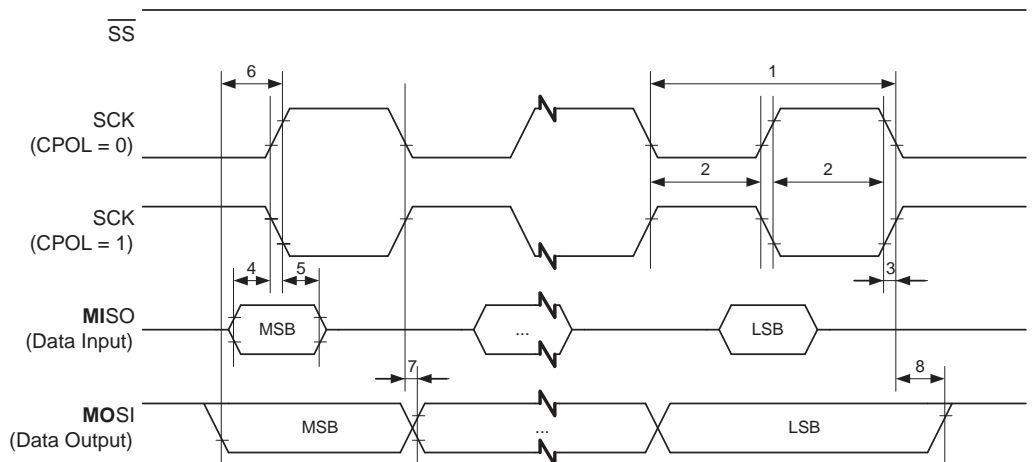 SS
6
1
SCK
(CPOL = 0)
2
2
SCK
(CPOL = 1)
4
5
3
MISO
(Data Input)
MSB
...
LSB
7
8
MOSI
(Data Output)
MSB
...
LSB